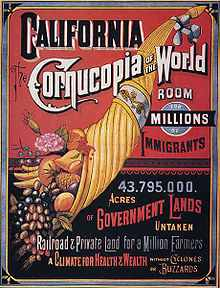 CALIFORNIA
the
Cornucopia OF THE World
ROOM
FOR
MILLIONS
OF
IMMIGRANTS
43.795.000.
ACRES
OF GOVERNMENT LANDS
UNTAKEN
Railroad & Private Land for a Million Farmers
A CLIMATE FOR HEALTH & WEALTH WITHOUT CYCLONES
OR BLIZZARDS